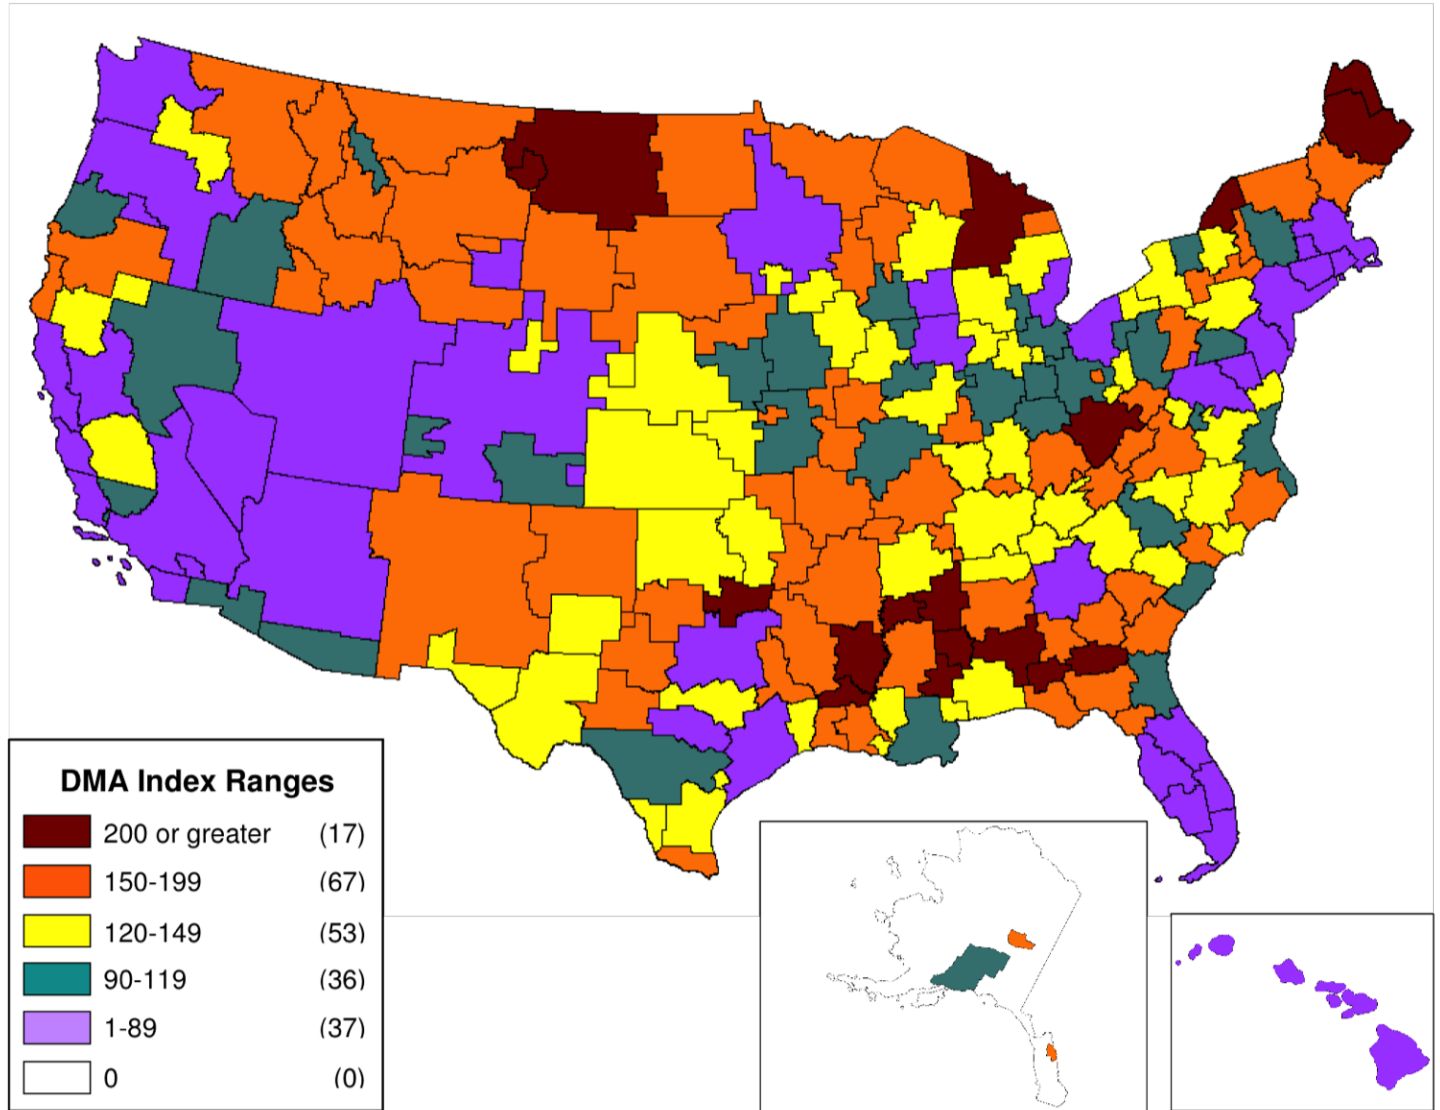 DMA Index Ranges
200 or greater (17)
150-199 (67)
120-149 (53)
90-119 (36)
1-89 (37)
0 (0)